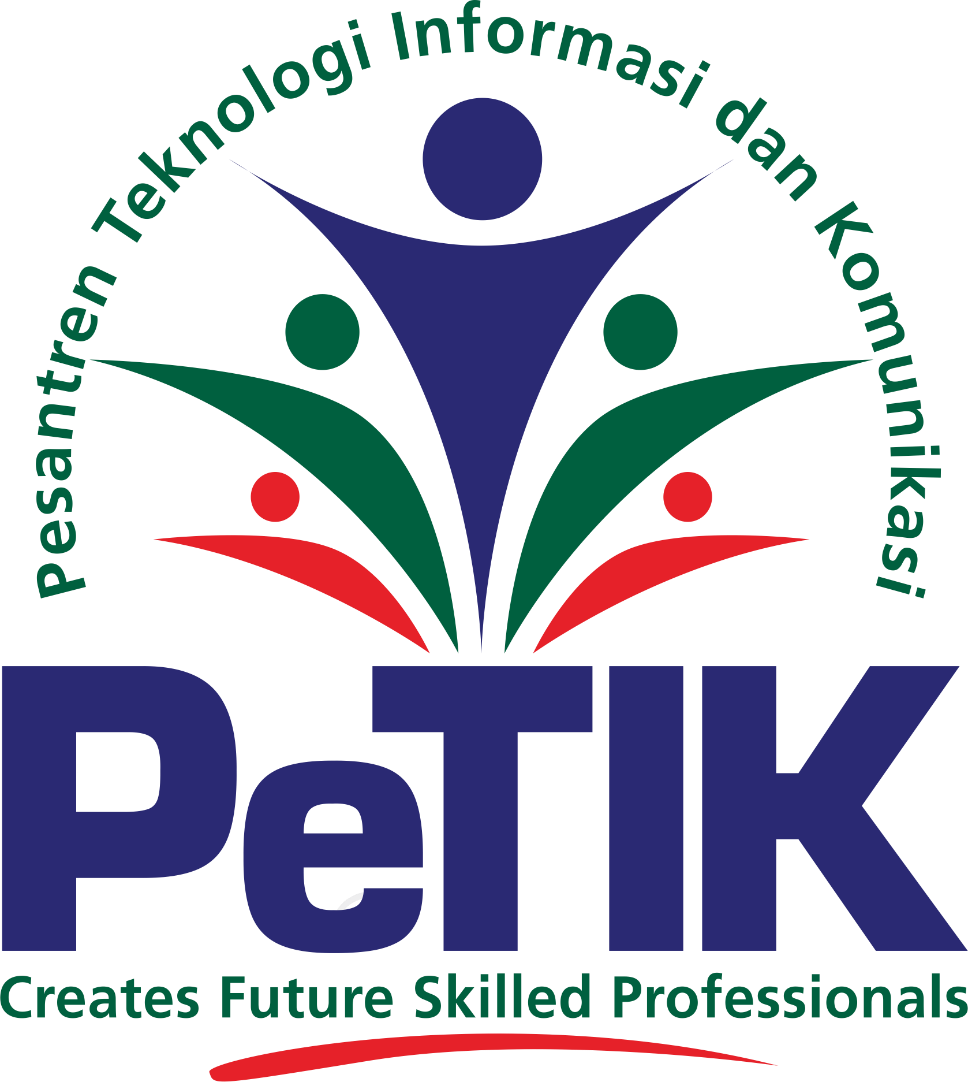 Pesantren Teknologi Informasi dan Komunikasi
PeTIK
Creates Future Skilled Professionals